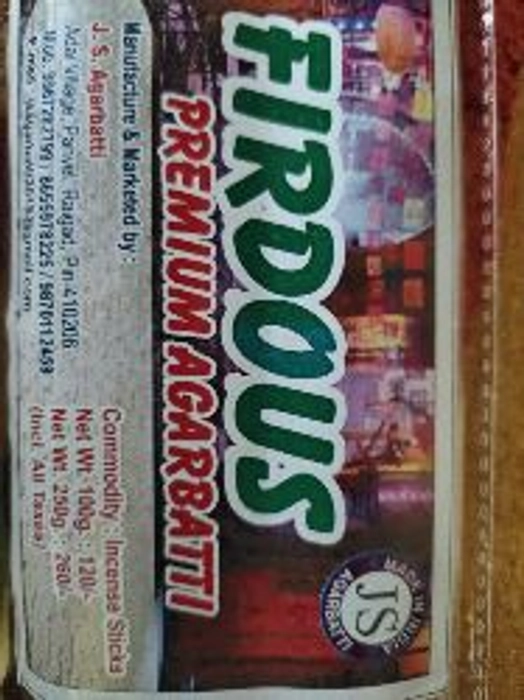 FIRDOUS
PREMIUM AGARBATTI
JS
MADE IN INDIA
AGARBATTI
Manufacture & Marketed by :
J. S. Agarbatti
Adai Village, Panvel, Raigad, Pin-410206
Commodity : Incense Sticks
Net Wt. 100g. : 120/-
Net Wt. 250g. : 260/-
(Incl. All Taxes)